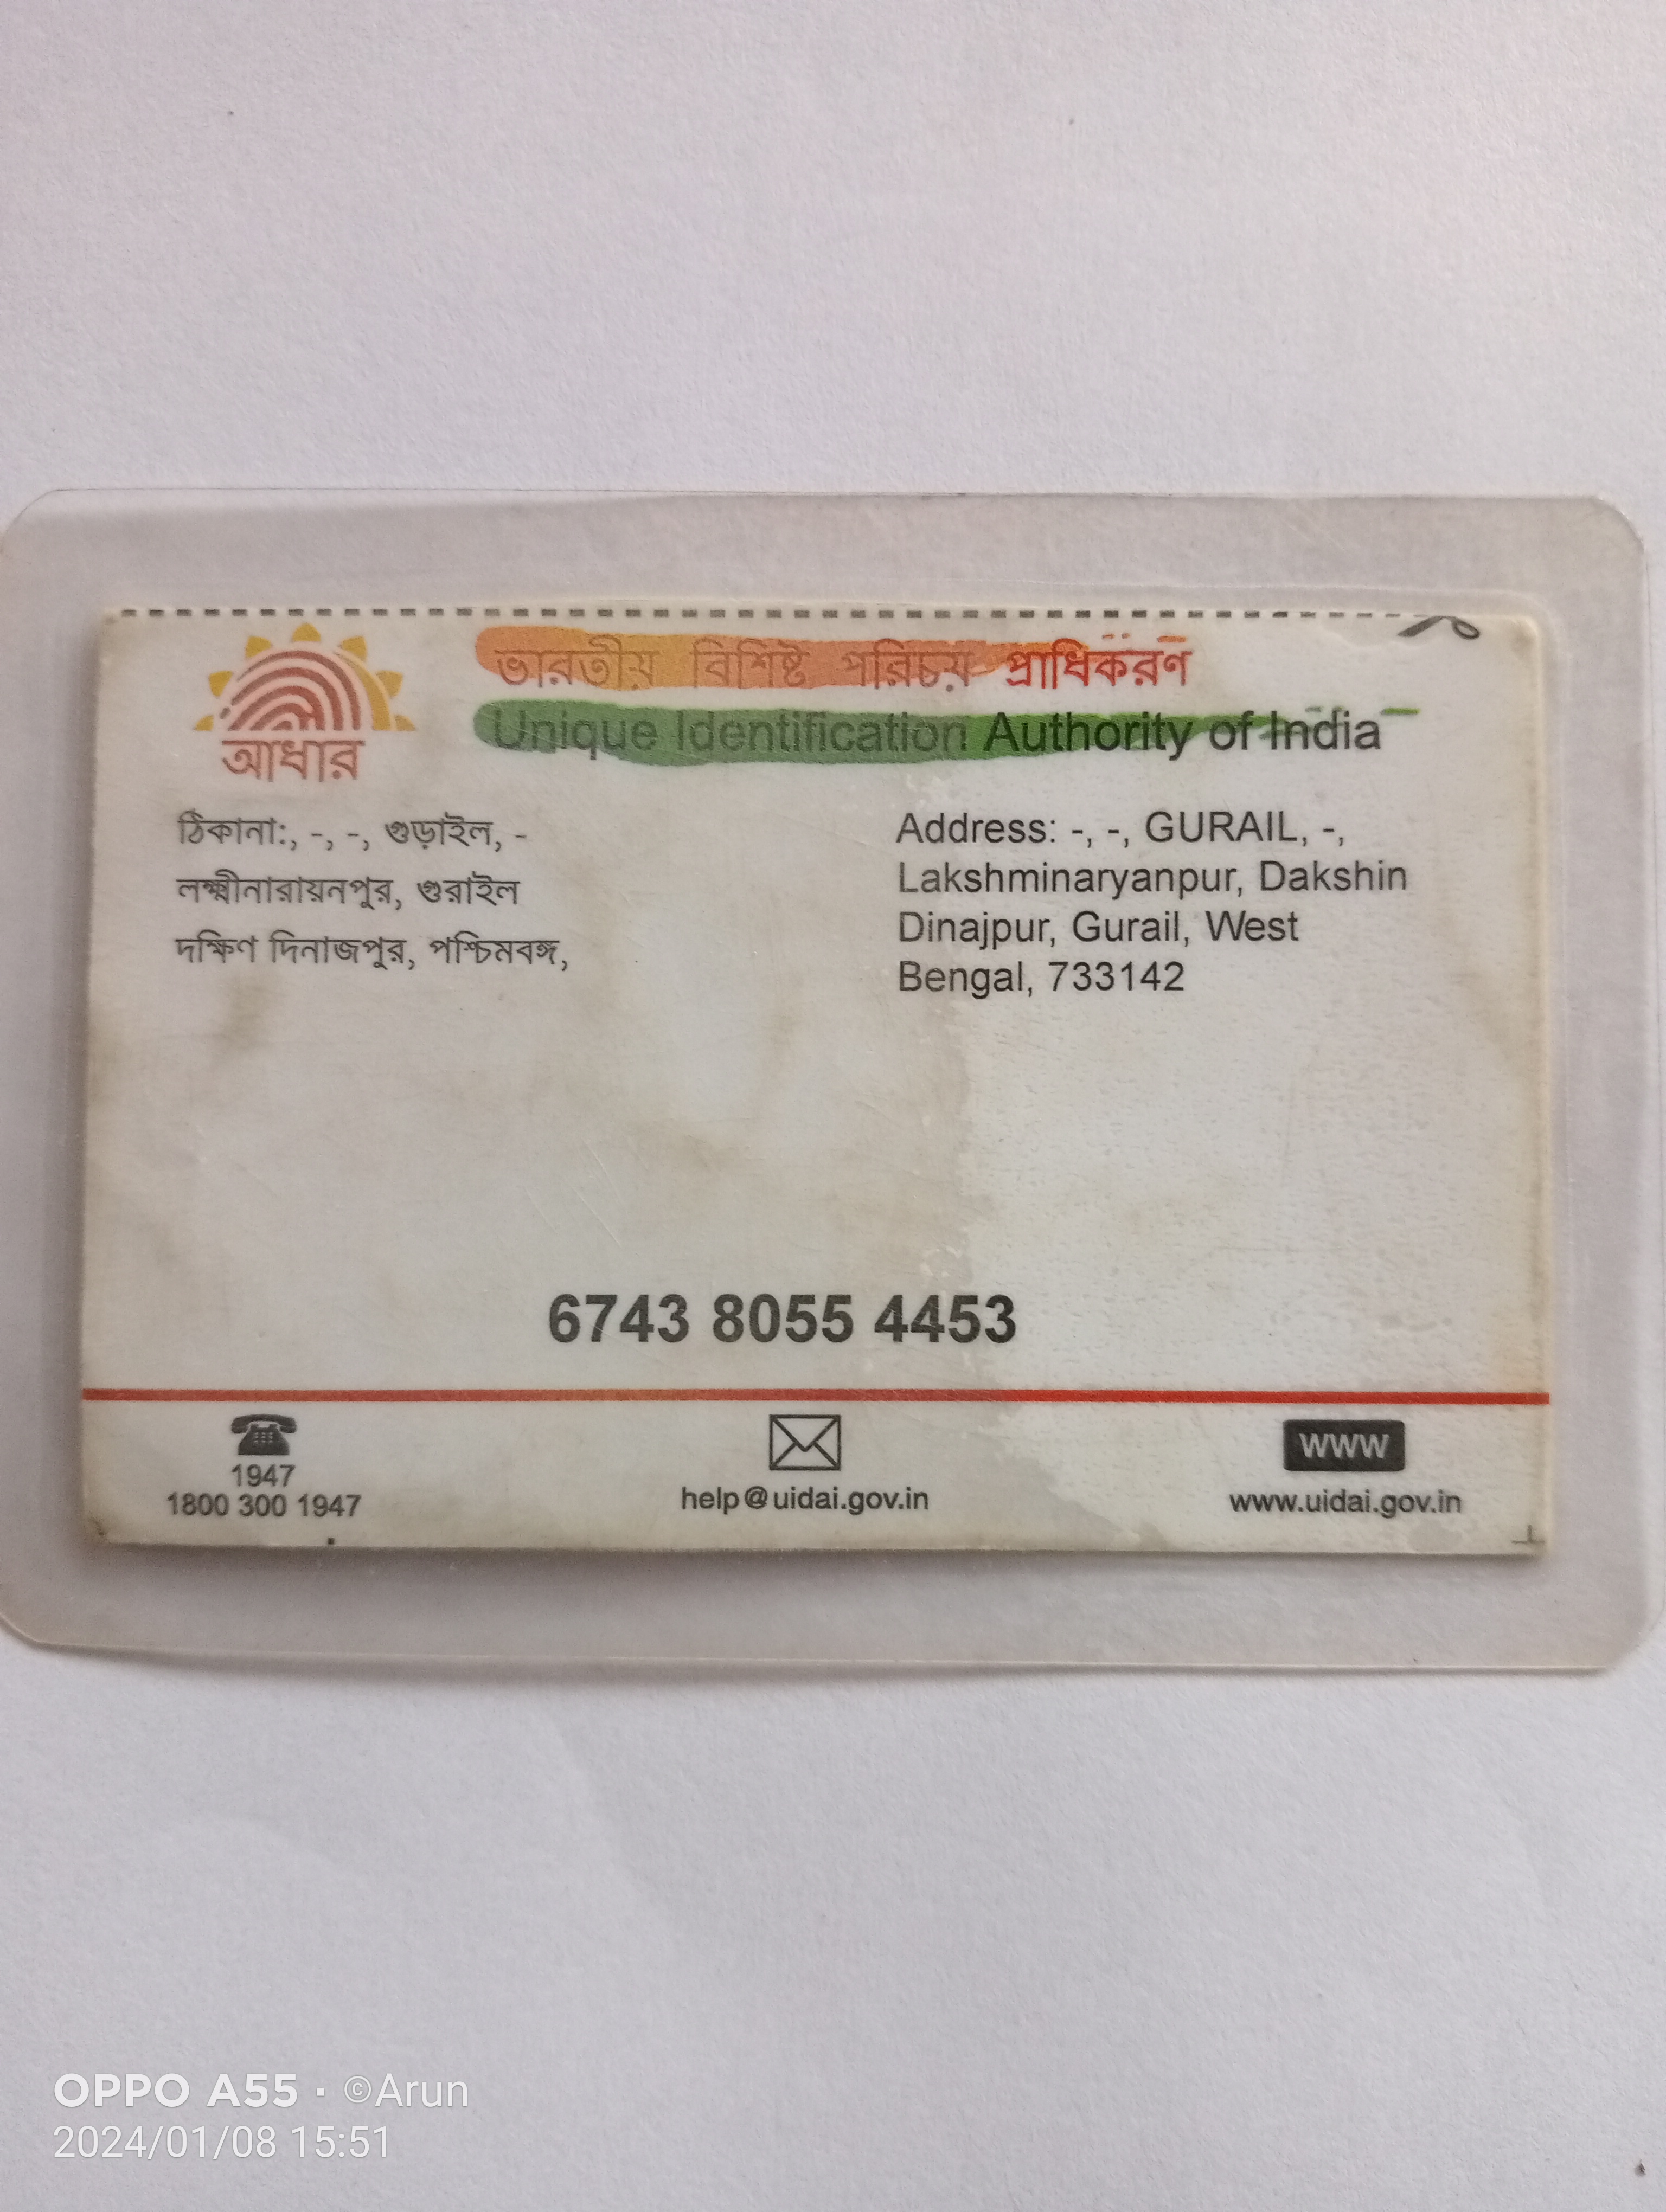 ভারতীয় বিশিষ্ট পরিচয় প্রাধিকরণ
Unique Identification Authority of India
আধার
ঠিকানা:, -, -, গুড়াইল, -
লক্ষ্মীনারায়নপুর, গুরাইল
দক্ষিণ দিনাজপুর, পশ্চিমবঙ্গ,
Address: -, -, GURAIL, -,
Lakshminaryanpur, Dakshin
Dinajpur, Gurail, West
Bengal, 733142
6743 8055 4453
1947
1800 300 1947
help@uidai.gov.in
WWW
www.uidai.gov.in
OPPO A55 · ©Arun
2024/01/08 15:51